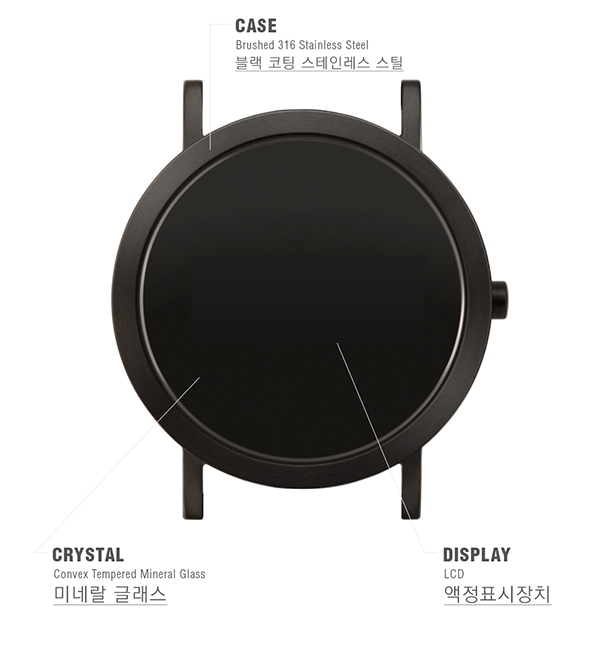 CASE
Brushed 316 Stainless Steel
블랙 코팅 스테인레스 스틸
CRYSTAL
Convex Tempered Mineral Glass
미네랄 글래스
DISPLAY
LCD
액정표시장치